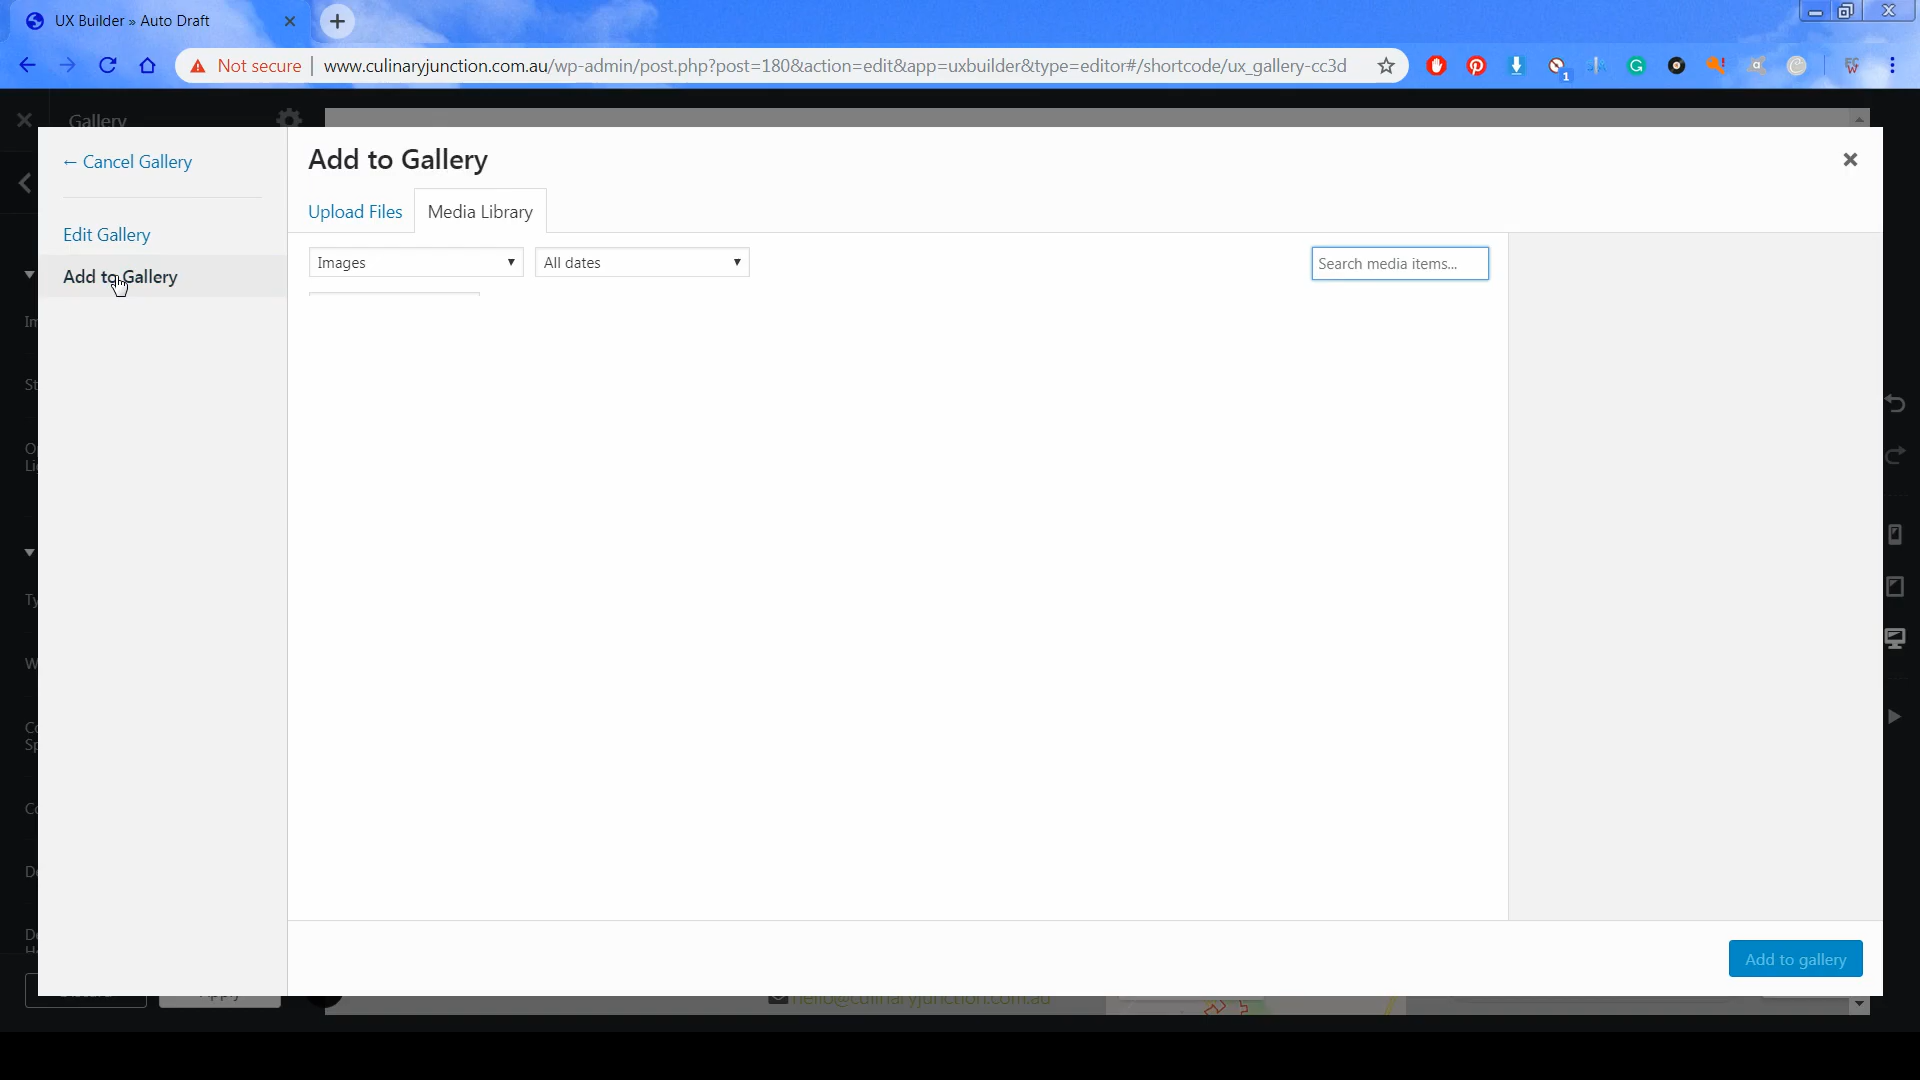 UX Builder » Auto Draft
Not secure | www.culinaryjunction.com.au/wp-admin/post.php?post=180&action=edit&app=uxbuilder&type=editor#/shortcode/ux_gallery-cc3d
Gallery
← Cancel Gallery
Edit Gallery
Add to Gallery
Add to Gallery
Upload Files
Media Library
Images
All dates
Search media items...
Add to gallery
Apply
hello@culinaryjunction.com.au